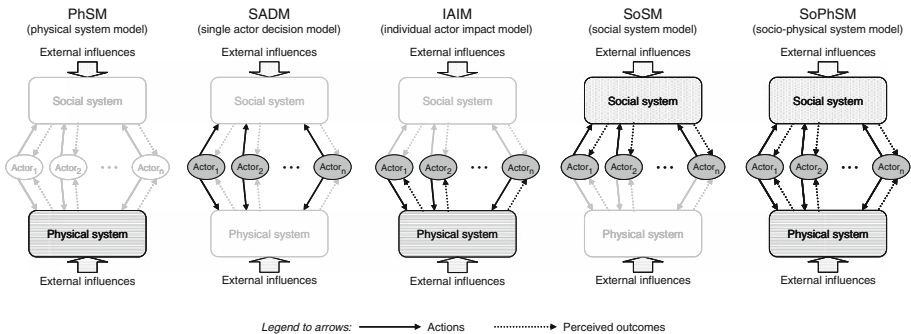 PhSM
(physical system model)
External influences
Social system
Actor1 Actor2 ... Actorn
Physical system
External influences
SADM
(single actor decision model)
Social system
Actor1 Actor2 ... Actorn
Physical system
IAIM
(individual actor impact model)
External influences
Social system
Actor1 Actor2 ... Actorn
Physical system
External influences
SoSM
(social system model)
External influences
Social system
Actor1 Actor2 ... Actorn
Physical system
External influences
SoPhSM
(socio-physical system model)
External influences
Social system
Actor1 Actor2 ... Actorn
Physical system
External influences
Legend to arrows: Actions Perceived outcomes